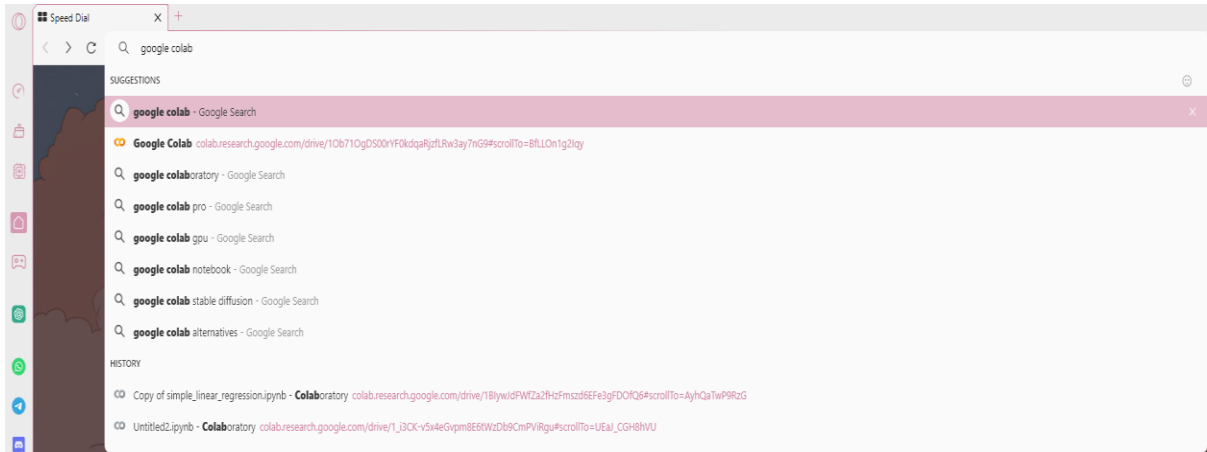 Speed Dial
google colab
SUGGESTIONS
google colab - Google Search
Google Colab colab.research.google.com/drive/1Ob71OgDS00rYF0kdqaRjzfLRw3ay7nG9#scrollTo=BfLLOn1g2Iqy
google colaboratory - Google Search
google colab pro - Google Search
google colab gpu - Google Search
google colab notebook - Google Search
google colab stable diffusion - Google Search
google colab alternatives - Google Search
HISTORY
Copy of simple_linear_regression.ipynb - Colaboratory colab.research.google.com/drive/1BIywJdFWfZa2fHzFmszd6EFe3gFDOfQ6#scrollTo=AyhQaTwP9RzG
Untitled2.ipynb - Colaboratory colab.research.google.com/drive/1_i3CK-v5x4eGvpm8E6tWzDb9CmPViRgu#scrollTo=UEaJ_CGH8hVU